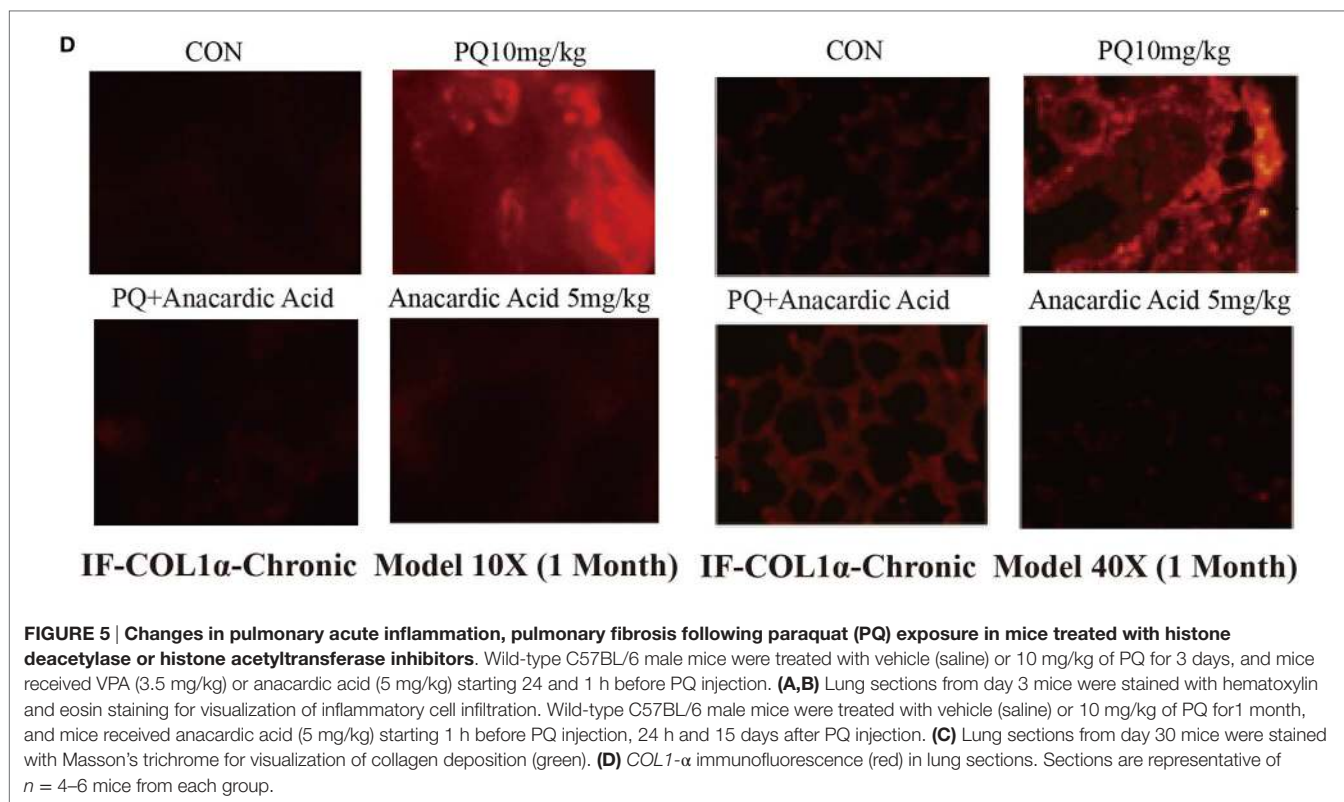 D
CON PQ10mg/kg CON PQ10mg/kg
PQ+Anacardic Acid Anacardic Acid 5mg/kg PQ+Anacardic Acid Anacardic Acid 5mg/kg
IF-COL1α-Chronic Model 10X (1 Month) IF-COL1α-Chronic Model 40X (1 Month)
FIGURE 5 | Changes in pulmonary acute inflammation, pulmonary fibrosis following paraquat (PQ) exposure in mice treated with histone
deacetylase or histone acetyltransferase inhibitors. Wild-type C57BL/6 male mice were treated with vehicle (saline) or 10 mg/kg of PQ for 3 days, and mice
received VPA (3.5 mg/kg) or anacardic acid (5 mg/kg) starting 24 and 1 h before PQ injection. (A,B) Lung sections from day 3 mice were stained with hematoxylin
and eosin staining for visualization of inflammatory cell infiltration. Wild-type C57BL/6 male mice were treated with vehicle (saline) or 10 mg/kg of PQ for1 month,
and mice received anacardic acid (5 mg/kg) starting 1 h before PQ injection, 24 h and 15 days after PQ injection. (C) Lung sections from day 30 mice were stained
with Masson's trichrome for visualization of collagen deposition (green). (D) COL1-α immunofluorescence (red) in lung sections. Sections are representative of
n = 4–6 mice from each group.